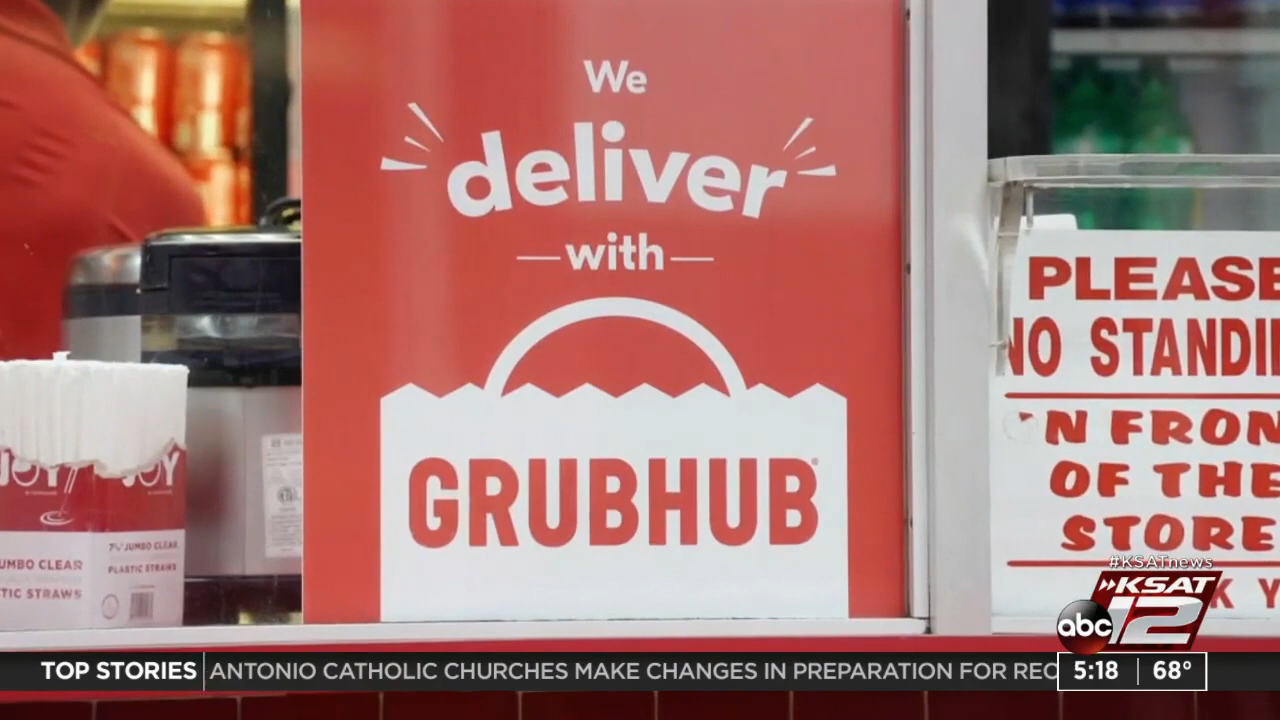 We
deliver
with
GRUBHUB
PLEASE
NO STANDI
N FRON
OF THE
STORE
K Y
JOY
JOY
7¾" JUMBO CLEAR
PLASTIC STRAWS
UMBO CLEAR
TIC STRAWS
#KSATnews
KSAT
12
abc
TOP STORIES
ANTONIO CATHOLIC CHURCHES MAKE CHANGES IN PREPARATION FOR REO
5:18
68°